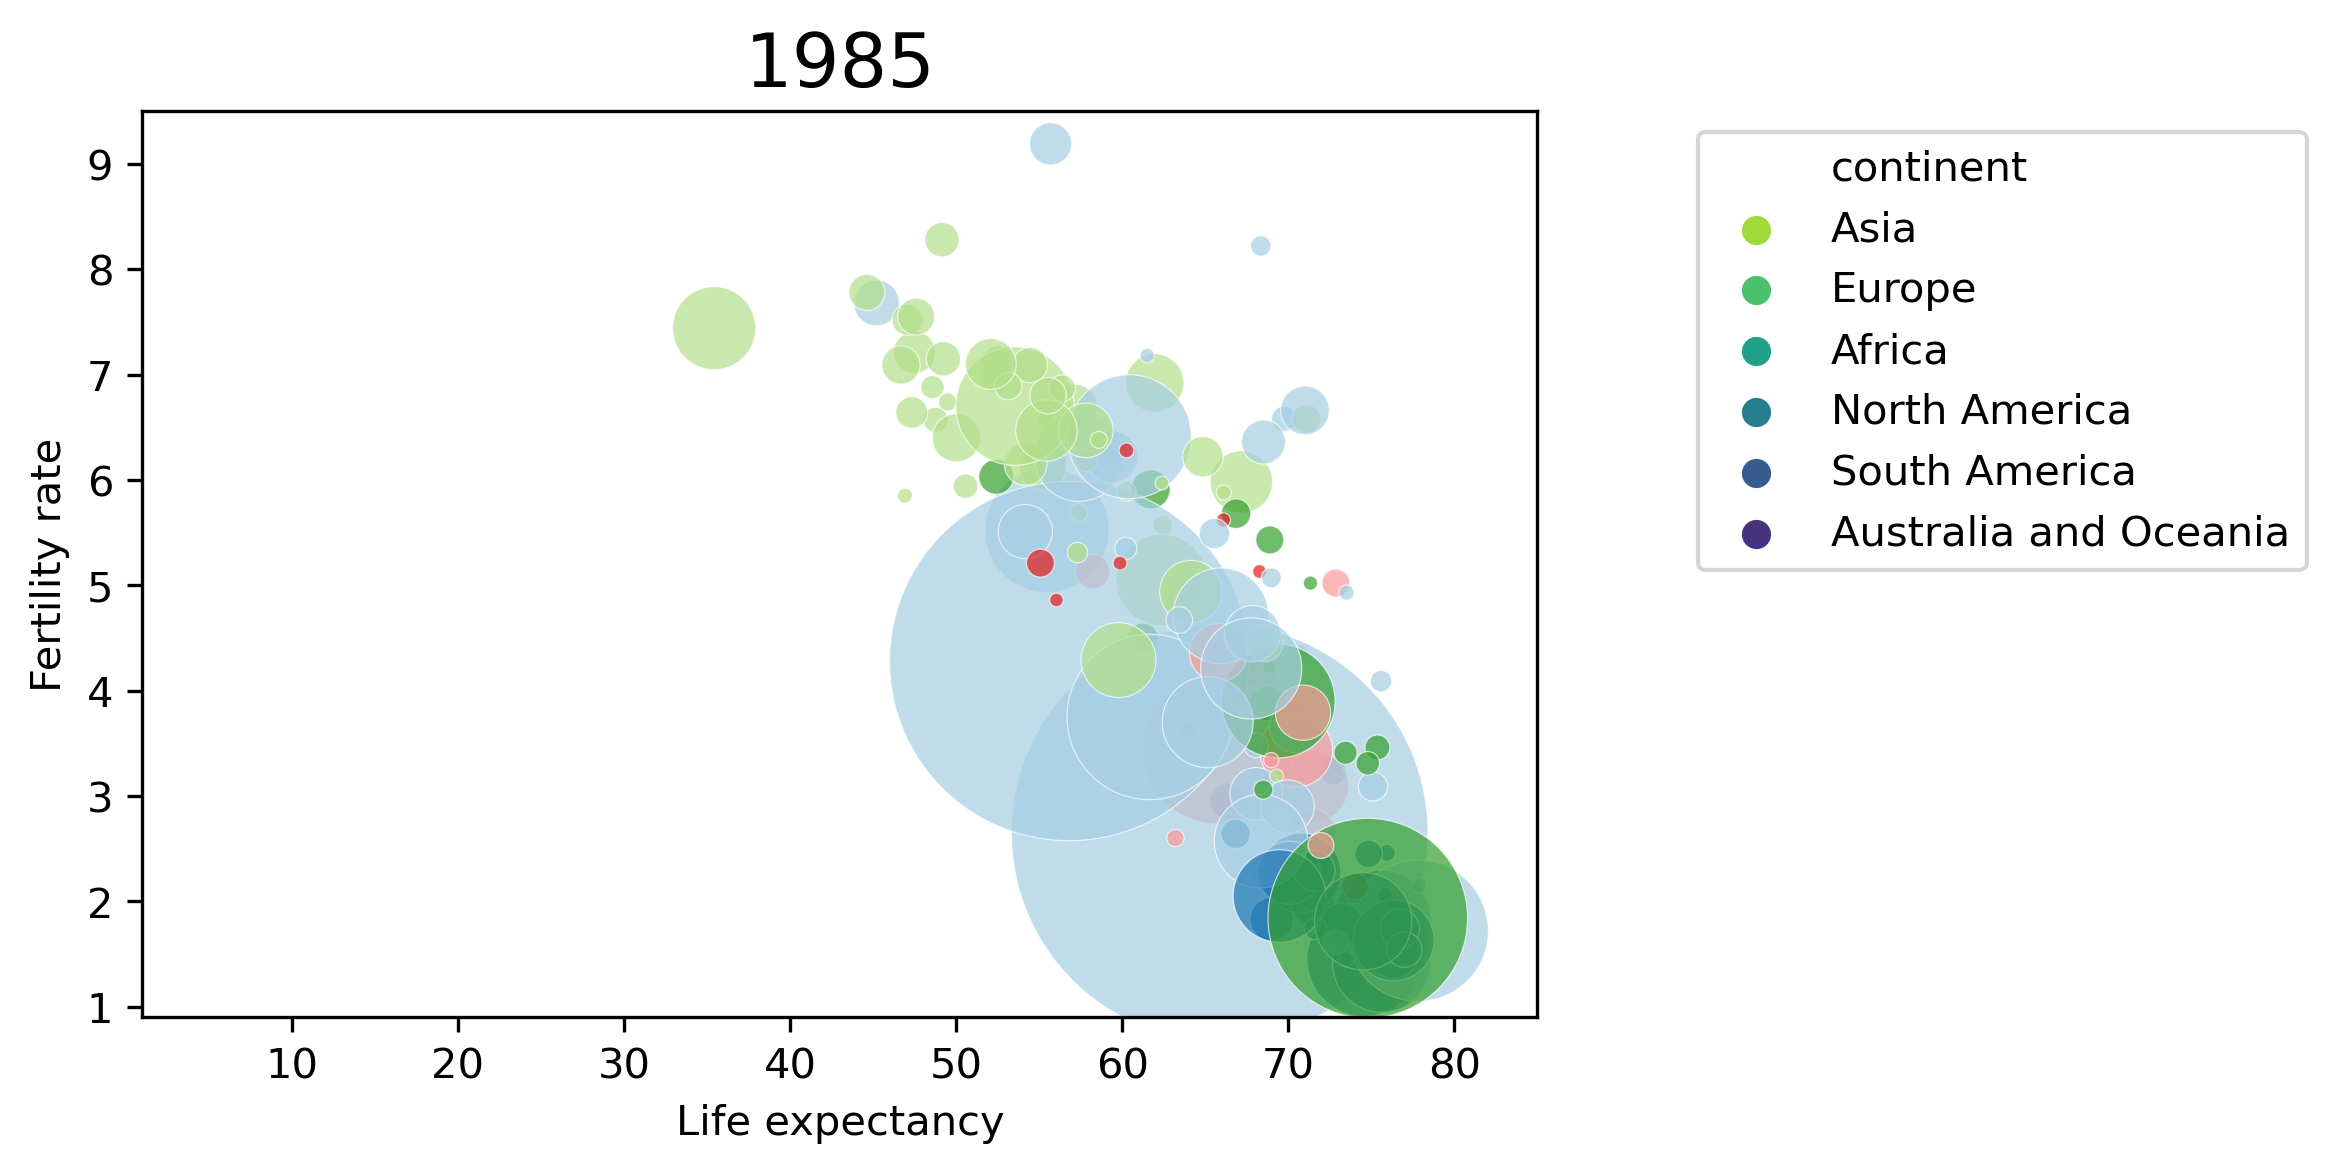 1985
9
8
7
6
5
4
3
2
1
Fertility rate
10 20 30 40 50 60 70 80
Life expectancy
continent
Asia
Europe
Africa
North America
South America
Australia and Oceania